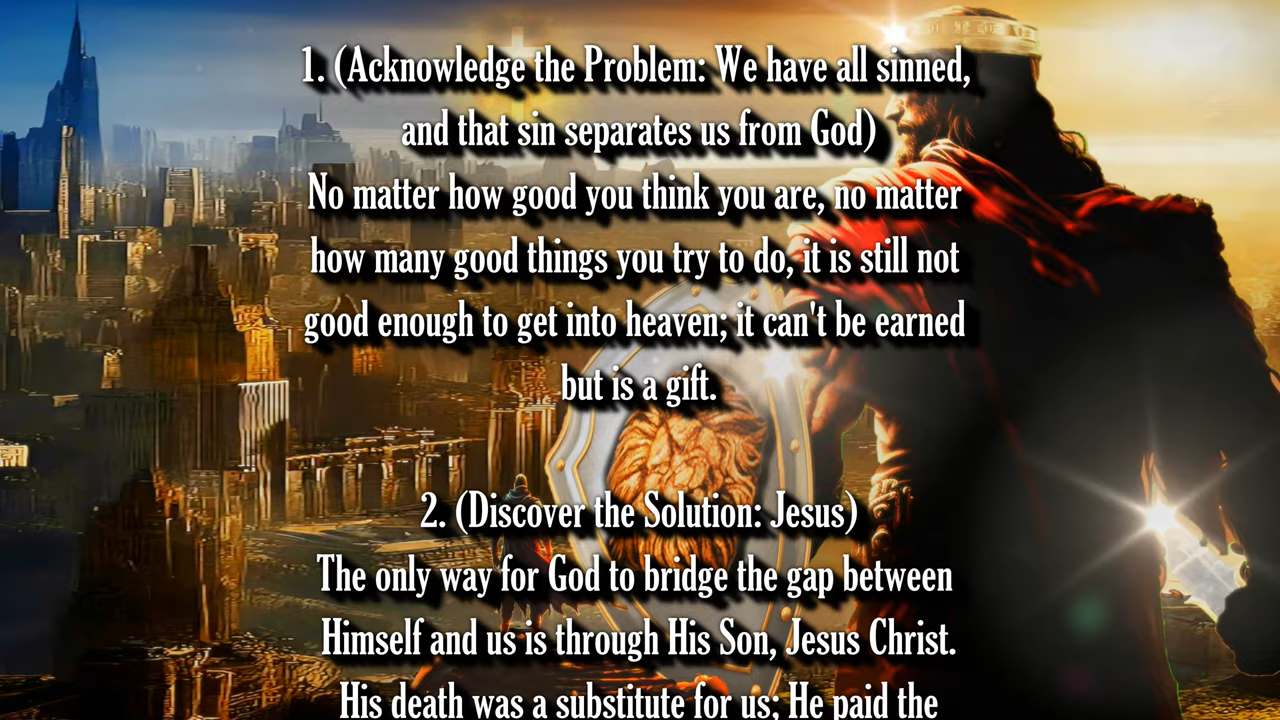 1. (Acknowledge the Problem: We have all sinned,
and that sin separates us from God)
No matter how good you think you are, no matter
how many good things you try to do, it is still not
good enough to get into heaven; it can't be earned
but is a gift.
2. (Discover the Solution: Jesus)
The only way for God to bridge the gap between
Himself and us is through His Son, Jesus Christ.
His death was a substitute for us; He paid the